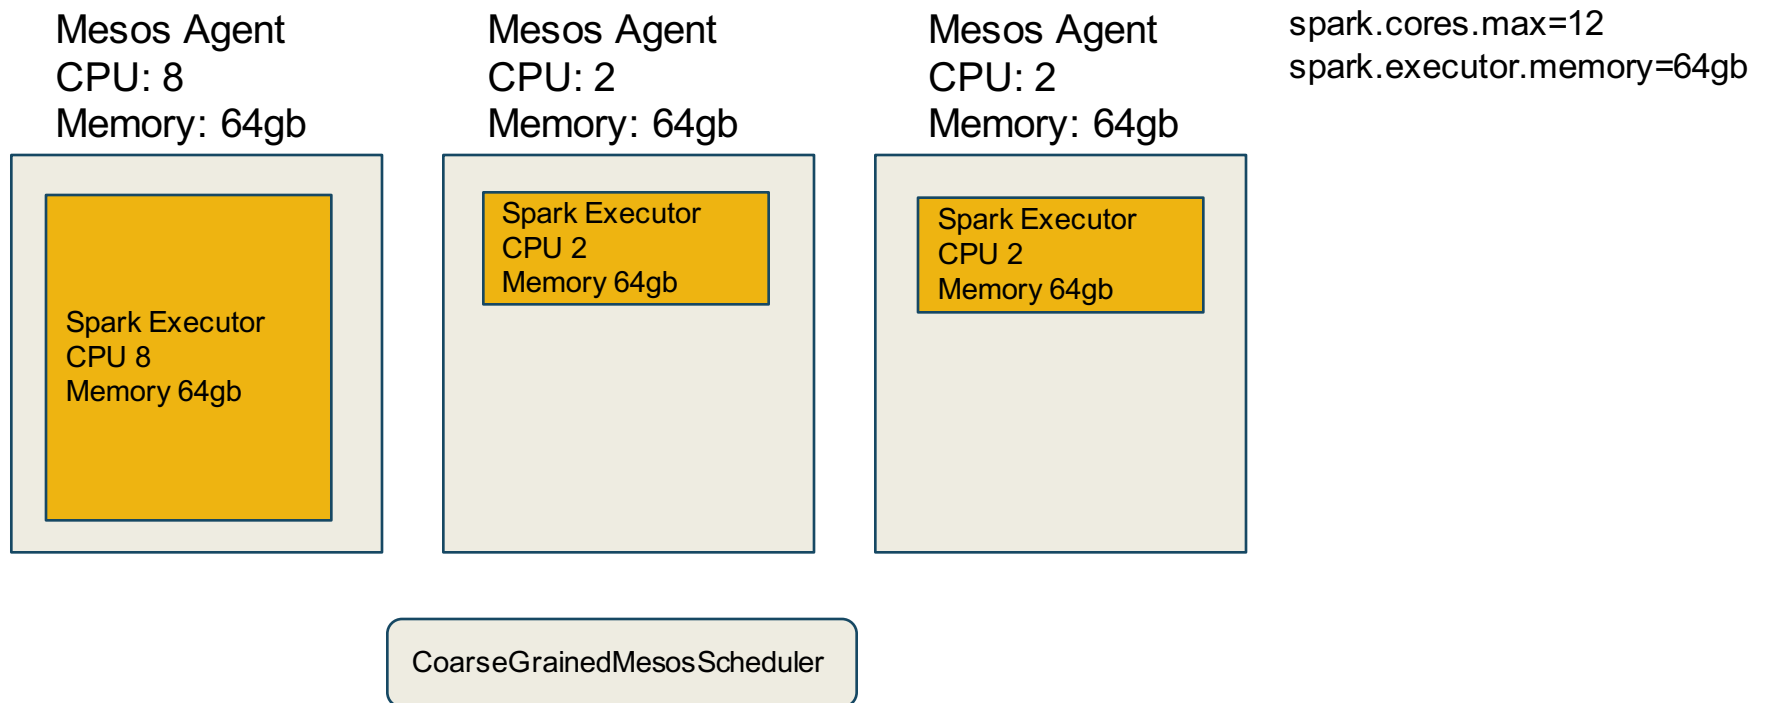 Mesos Agent
CPU: 8
Memory: 64gb
Mesos Agent
CPU: 2
Memory: 64gb
Mesos Agent
CPU: 2
Memory: 64gb
spark.cores.max=12
spark.executor.memory=64gb
Spark Executor
CPU 8
Memory 64gb
Spark Executor
CPU 2
Memory 64gb
Spark Executor
CPU 2
Memory 64gb
CoarseGrainedMesosScheduler